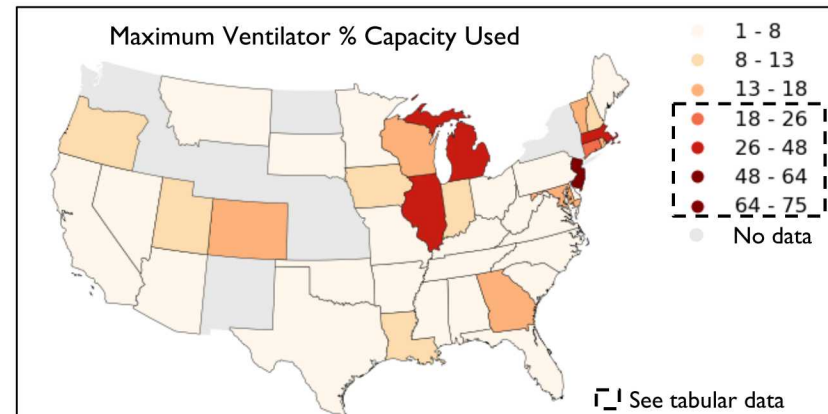 Maximum Ventilator % Capacity Used
1 - 8
8 - 13
13 - 18
18 - 26
26 - 48
48 - 64
64 - 75
No data
See tabular data